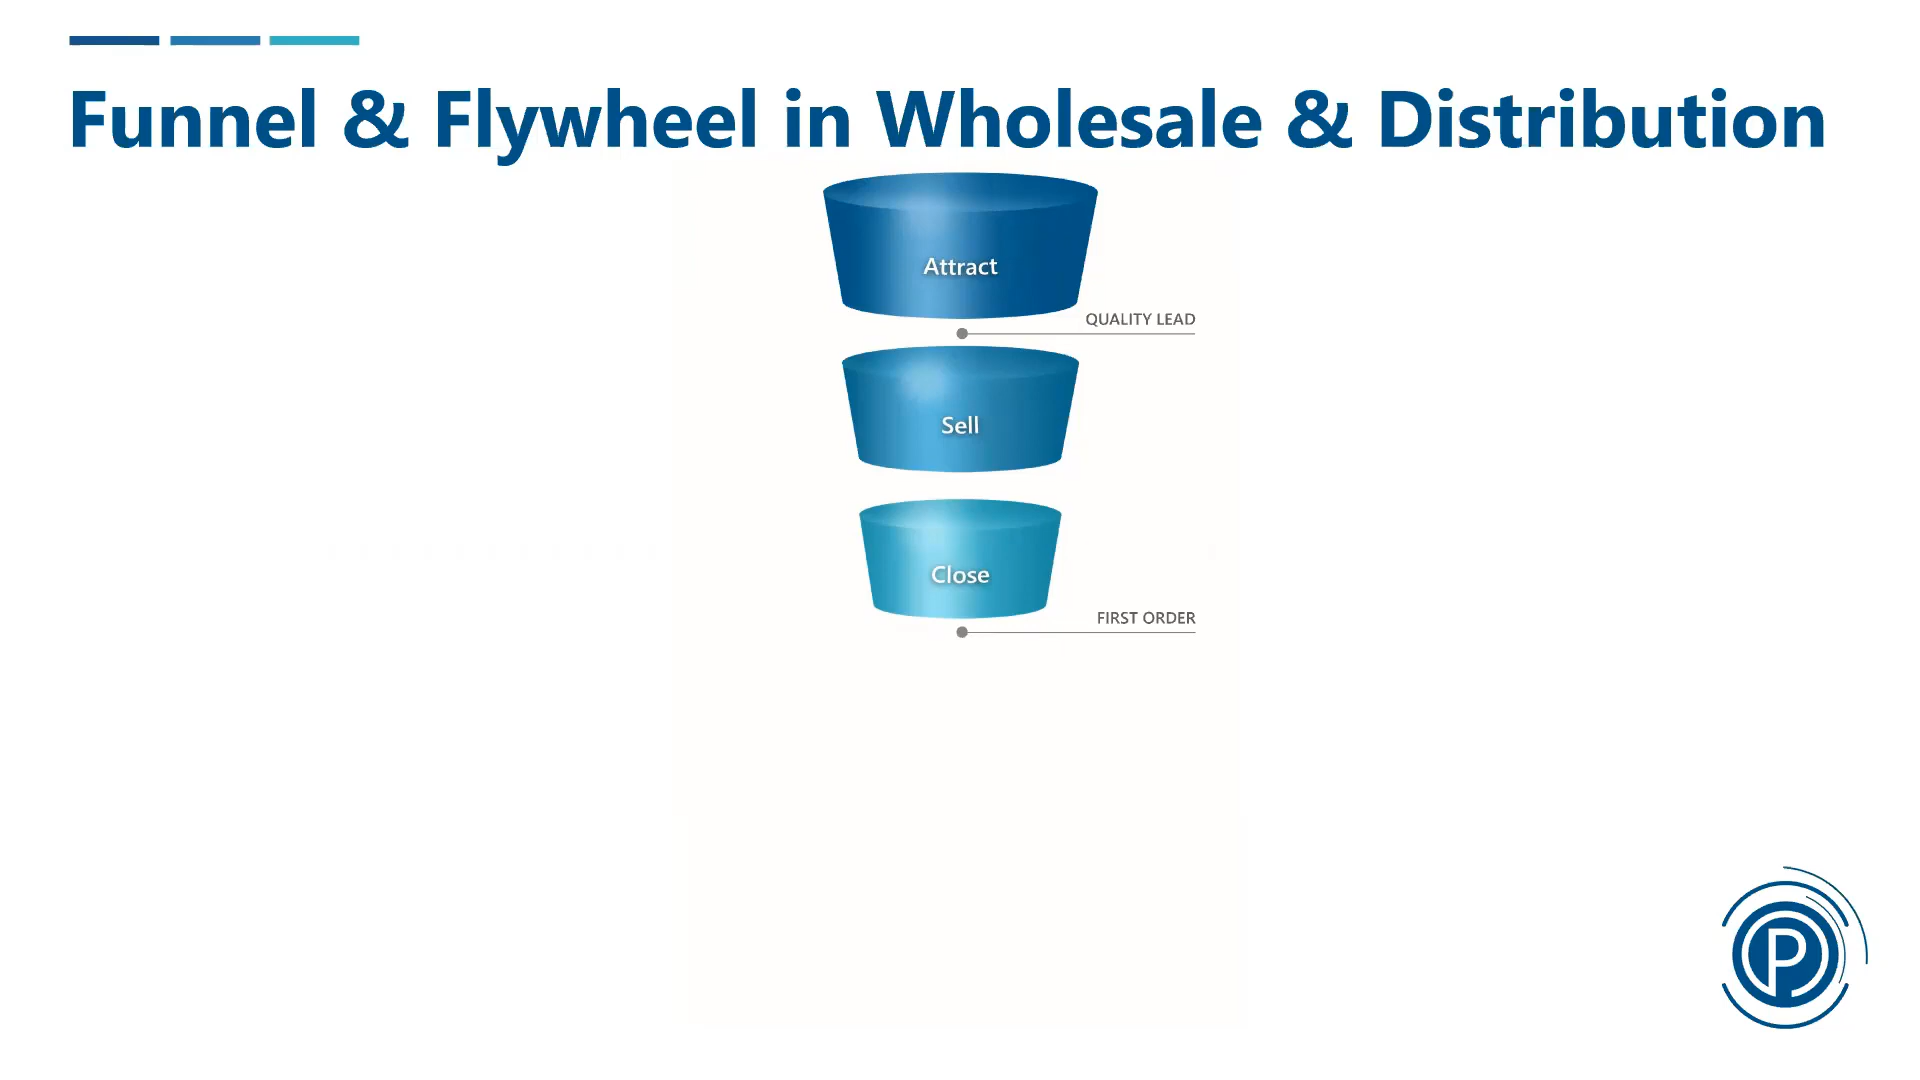 Funnel & Flywheel in Wholesale & Distribution
Attract
QUALITY LEAD
Sell
Close
FIRST ORDER
P